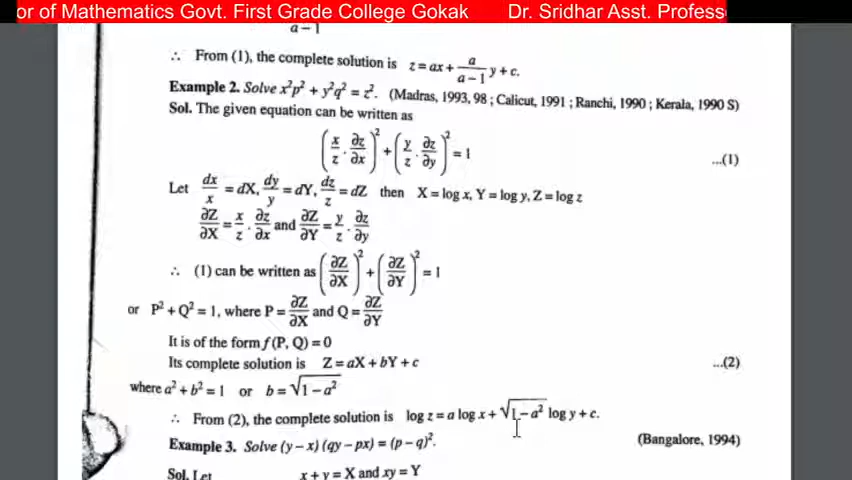 or of Mathematics Govt. First Grade College Gokak Dr. Sridhar Asst. Profess
a – 1
∴ From (1), the complete solution is z = ax + a/(a – 1) y + c.
Example 2. Solve x²p² + y²q² = z². (Madras, 1993, 98 ; Calicut, 1991 ; Ranchi, 1990 ; Kerala, 1990 S)
Sol. The given equation can be written as
(x/z · ∂z/∂x)² + (y/z · ∂z/∂y)² = 1 ...(1)
Let dx/x = dX, dy/y = dY, dz/z = dZ then X = log x, Y = log y, Z = log z
∂Z/∂X = x/z · ∂z/∂x and ∂Z/∂Y = y/z · ∂z/∂y
∴ (1) can be written as (∂Z/∂X)² + (∂Z/∂Y)² = 1
or P² + Q² = 1, where P = ∂Z/∂X and Q = ∂Z/∂Y
It is of the form f (P, Q) = 0
Its complete solution is Z = aX + bY + c ...(2)
where a² + b² = 1 or b = √(1 – a²)
∴ From (2), the complete solution is log z = a log x + √(1 – a²) log y + c.
Example 3. Solve (y – x) (qy – px) = (p – q)². (Bangalore, 1994)
Sol. Let x + y = X and xy = Y